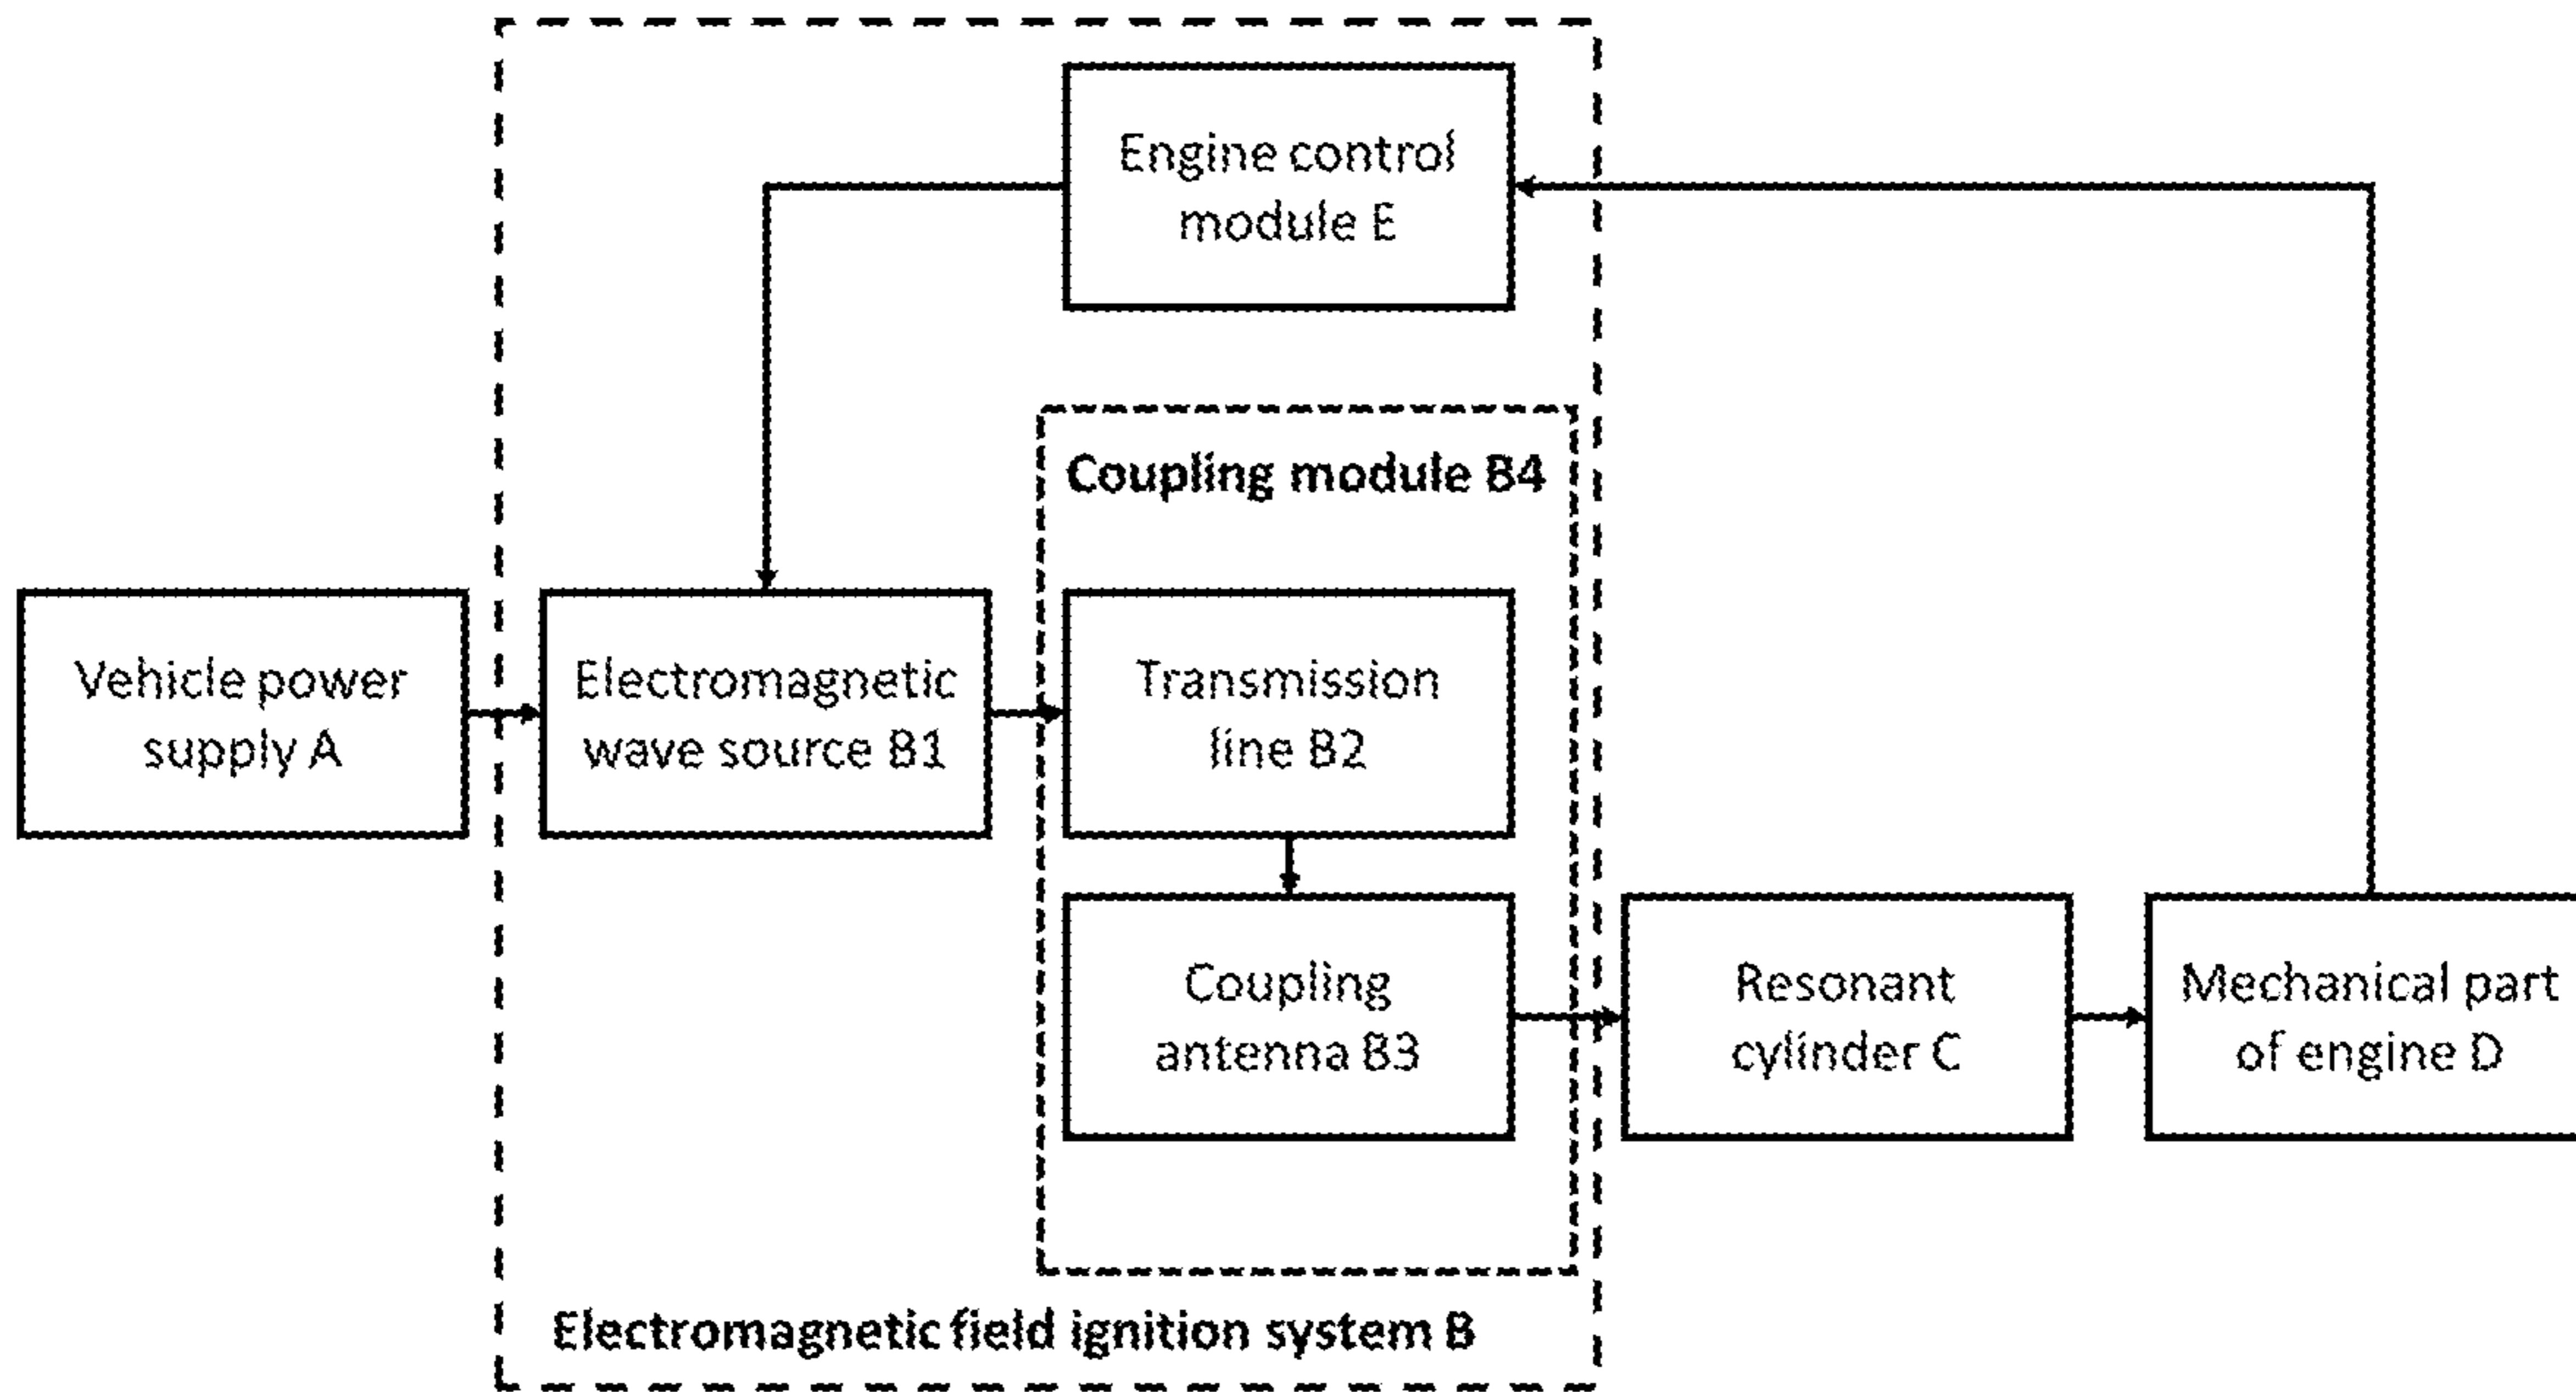 Engine control
module E
Coupling module B4
Vehicle power
supply A
Electromagnetic
wave source B1
Transmission
line B2
Coupling
antenna B3
Resonant
cylinder C
Mechanical part
of engine D
Electromagnetic field ignition system B